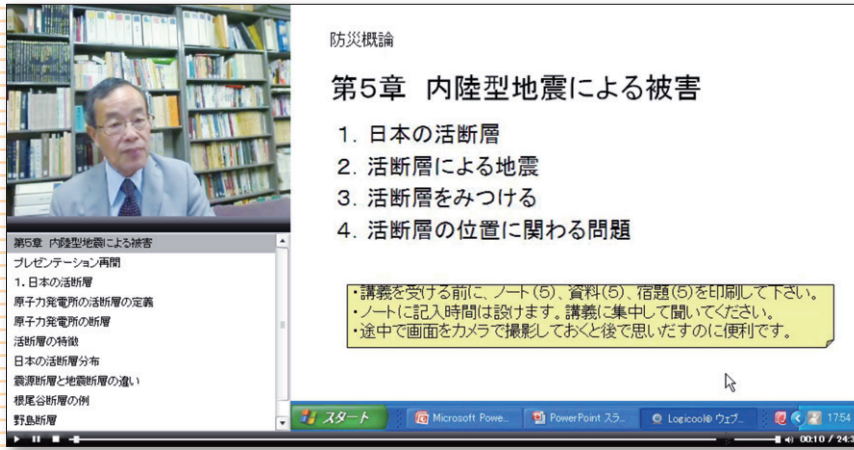 防災概論
第5章 内陸型地震による被害
1. 日本の活断層
2. 活断層による地震
3. 活断層をみつける
4. 活断層の位置に関わる問題
・講義を受ける前に、ノート(5)、資料(5)、宿題(5)を印刷して下さい。
・ノートに記入時間は設けます。講義に集中して聞いてください。
・途中で画面をカメラで撮影しておくと後で思いだすのに便利です。
第5章 内陸型地震による被害
プレゼンテーション再開
1. 日本の活断層
原子力発電所の活断層の定義
原子力発電所の断層
活断層の特徴
日本の活断層分布
震源断層と地震断層の違い
根尾谷断層の例
野島断層
スタート
Microsoft Powe...
PowerPoint スラ...
Logicool® ウェブ...
17:54
00:10 / 24:3